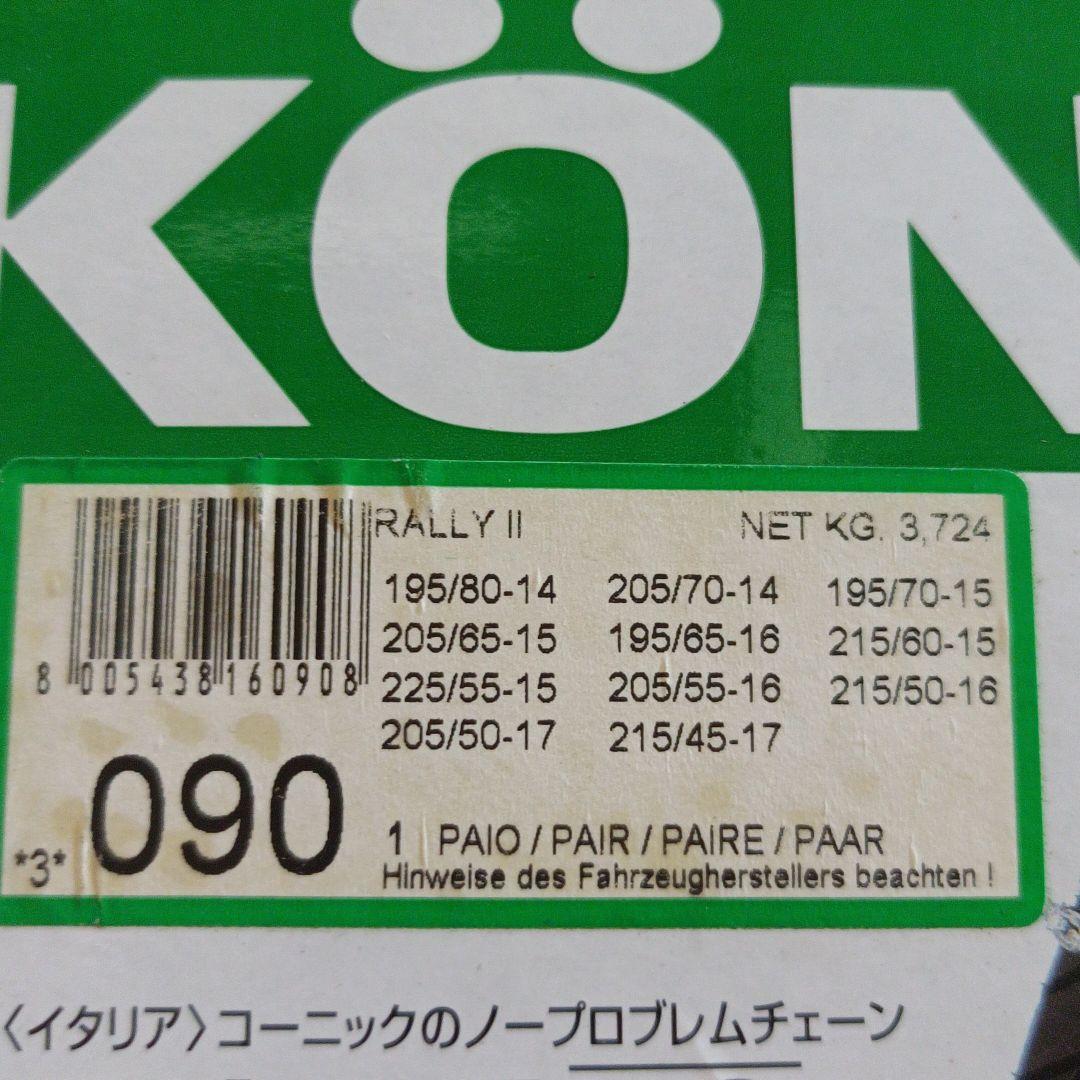 KÖN
RALLY II NET KG. 3,724
195/80-14 205/70-14 195/70-15
205/65-15 195/65-16 215/60-15
225/55-15 205/55-16 215/50-16
205/50-17 215/45-17
8 005438 160908
*3* 090
1 PAIO / PAIR / PAIRE / PAAR
Hinweise des Fahrzeugherstellers beachten !
〈イタリア〉コーニックのノープロブレムチェーン